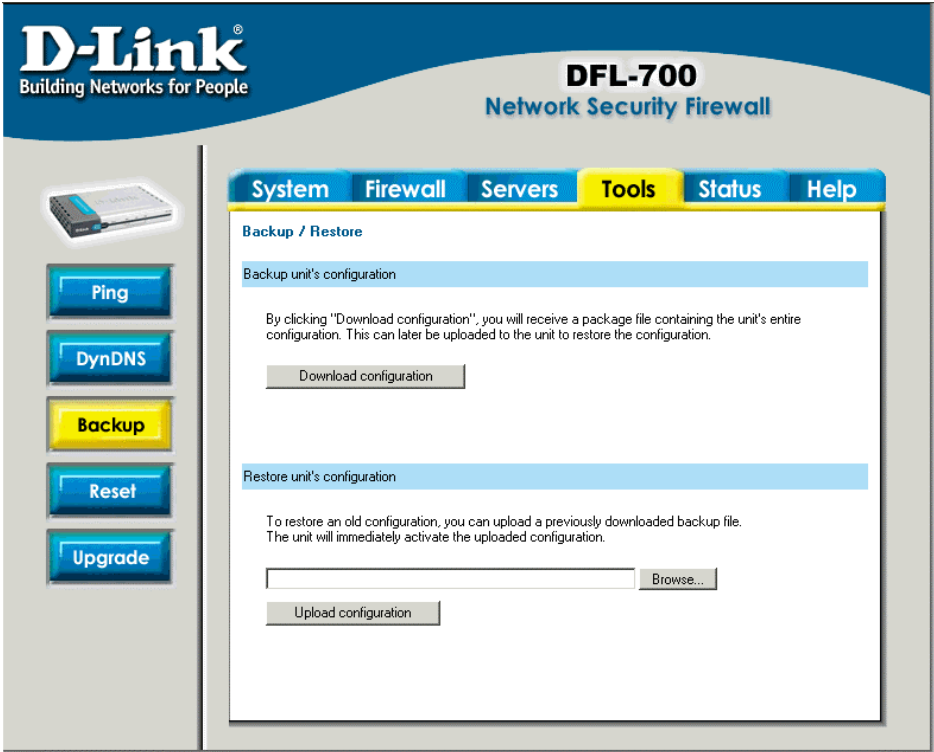 D-Link®
Building Networks for People
DFL-700
Network Security Firewall
System Firewall Servers Tools Status Help
Ping
DynDNS
Backup
Reset
Upgrade
Backup / Restore
Backup unit's configuration
By clicking "Download configuration", you will receive a package file containing the unit's entire
configuration. This can later be uploaded to the unit to restore the configuration.
Download configuration
Restore unit's configuration
To restore an old configuration, you can upload a previously downloaded backup file.
The unit will immediately activate the uploaded configuration.
Browse...
Upload configuration